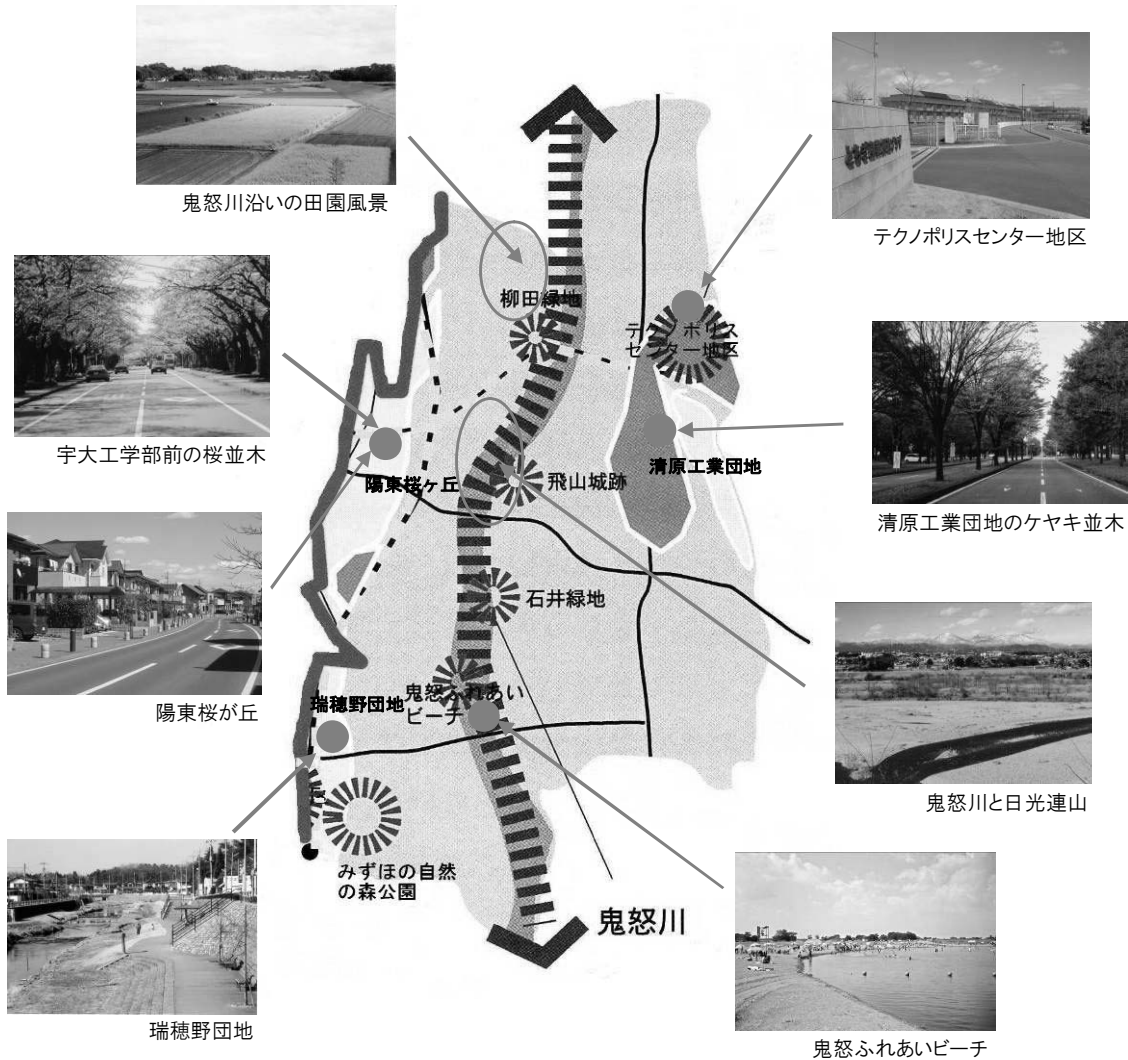 鬼怒川沿いの田園風景
テクノポリスセンター地区
柳田緑地
テクノポリス
センター地区
宇大工学部前の桜並木
陽東桜ヶ丘
飛山城跡
清原工業団地
清原工業団地のケヤキ並木
石井緑地
陽東桜が丘
瑞穂野団地
鬼怒ふれあい
ビーチ
鬼怒川と日光連山
みずほの自然
の森公園
鬼怒川
瑞穂野団地
鬼怒ふれあいビーチ